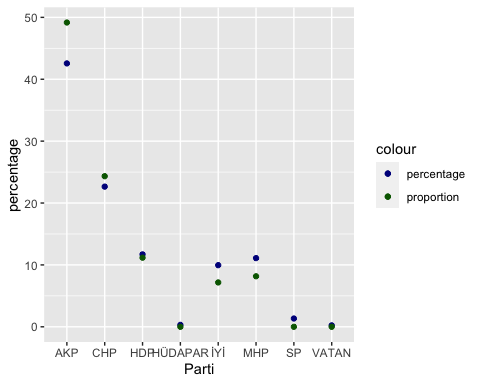 50
40
30
20
10
0
percentage
AKP CHP HDP HÜDAPAR İYİ MHP SP VATAN
Parti
colour
percentage
proportion